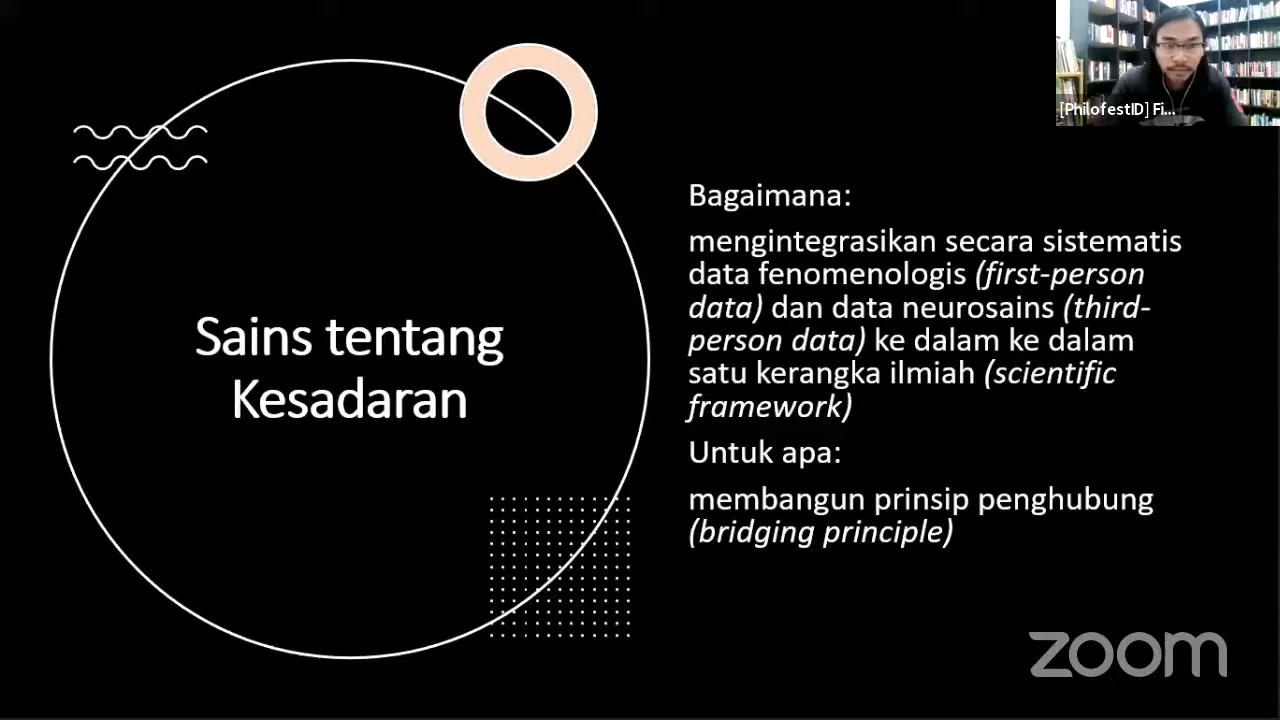 [PhilofestID] Fi...
Sains tentang
Kesadaran
Bagaimana:
mengintegrasikan secara sistematis
data fenomenologis (first-person
data) dan data neurosains (third-
person data) ke dalam ke dalam
satu kerangka ilmiah (scientific
framework)
Untuk apa:
membangun prinsip penghubung
(bridging principle)
zoom